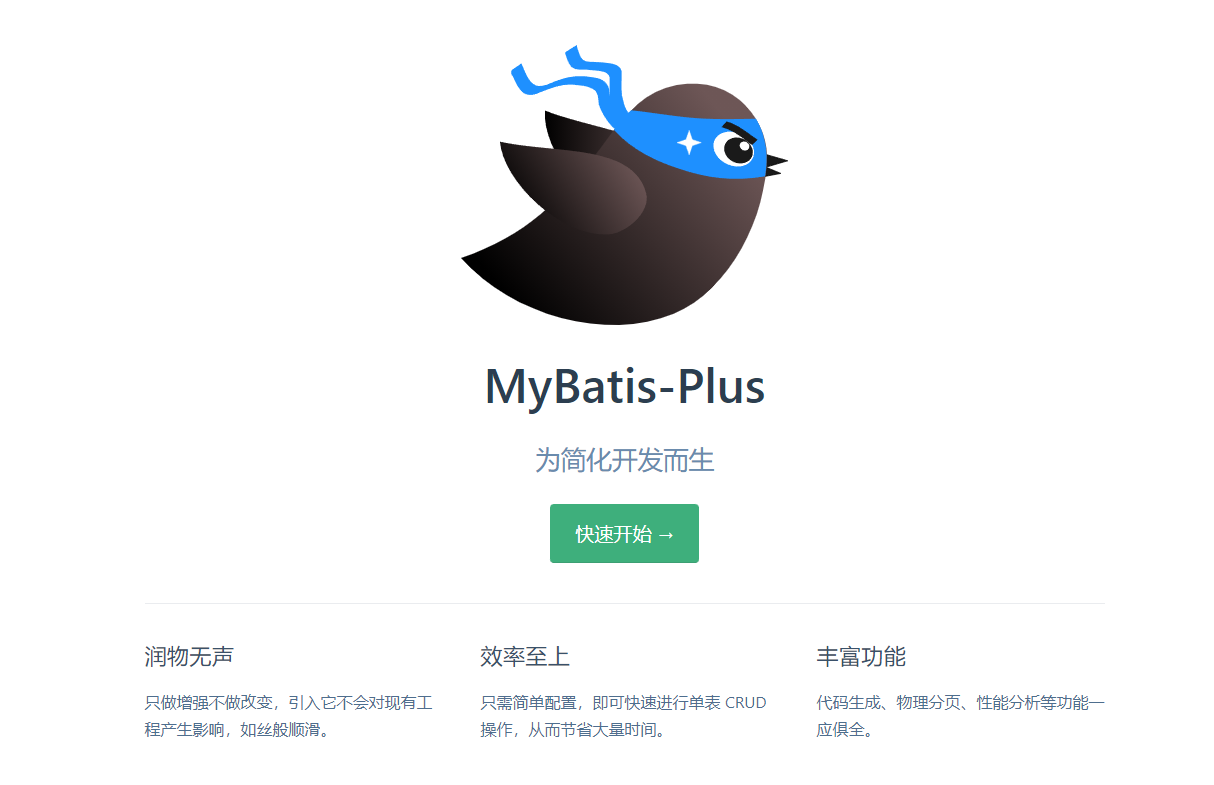 MyBatis-Plus
为简化开发而生
快速开始 →
润物无声
只做增强不做改变，引入它不会对现有工
程产生影响，如丝般顺滑。
效率至上
只需简单配置，即可快速进行单表 CRUD
操作，从而节省大量时间。
丰富功能
代码生成、物理分页、性能分析等功能一
应俱全。